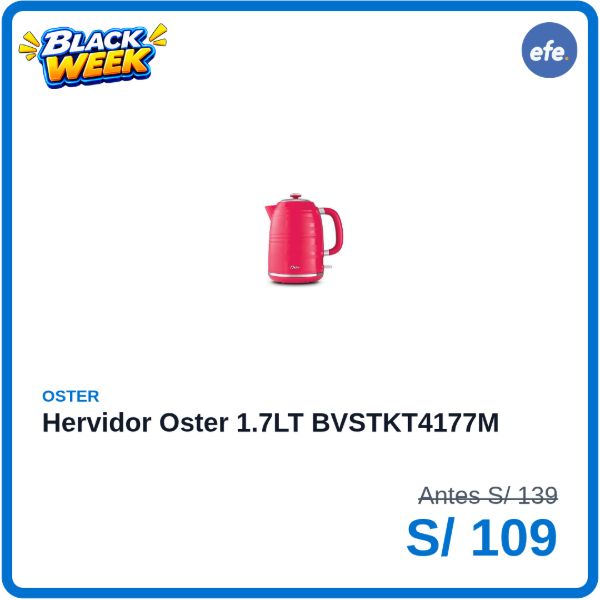 BLACK
WEEK
efe.
OSTER
Hervidor Oster 1.7LT BVSTKT4177M
Antes S/ 139
S/ 109